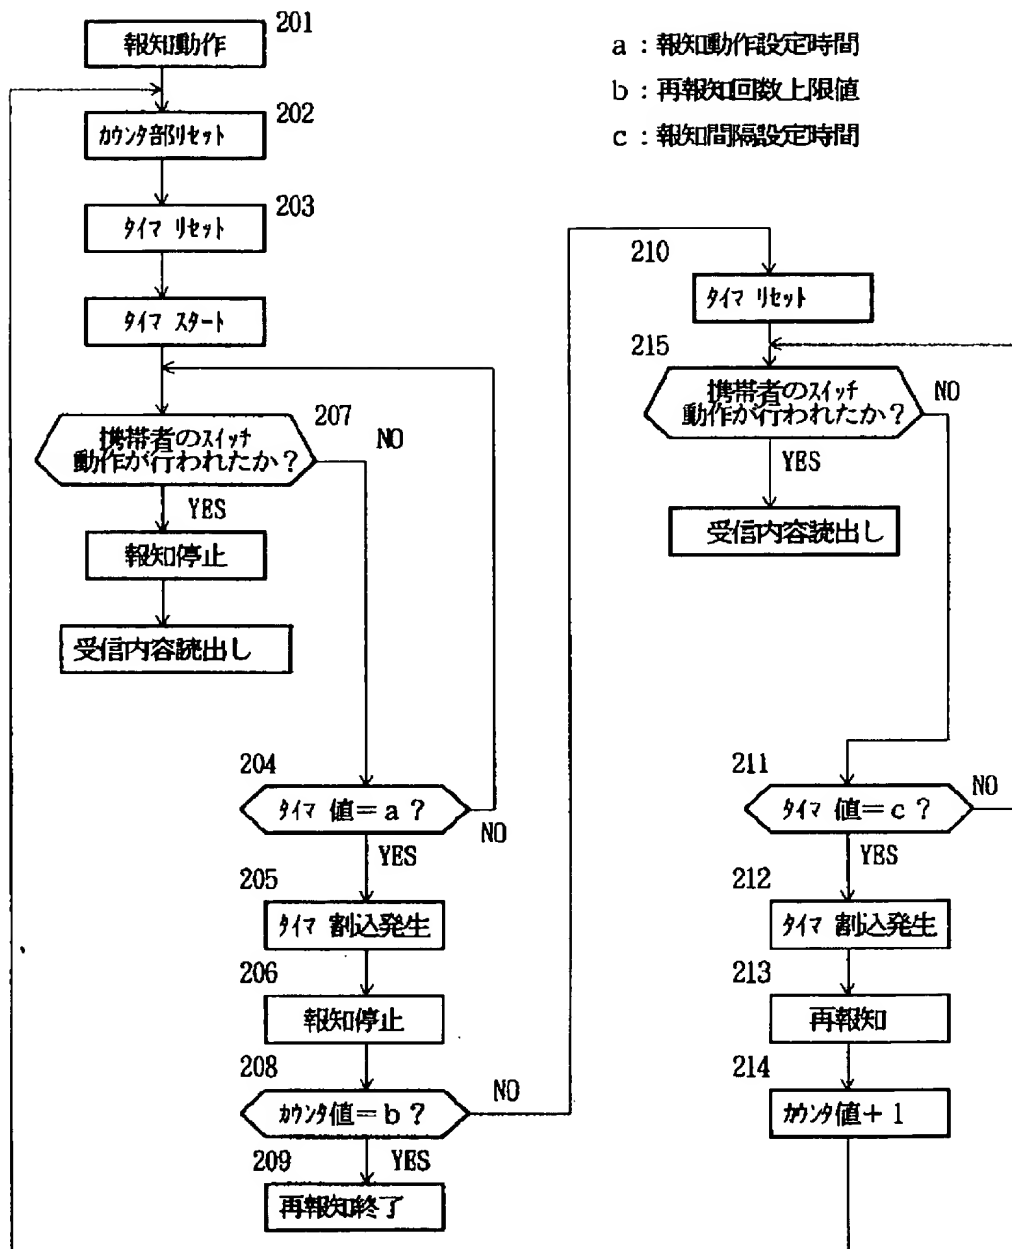 報知動作
201
カウンタ部リセット
202
タイマ リセット
203
タイマ スタート
携帯者のスイッチ
動作が行われたか？
207
NO
YES
報知停止
受信内容読出し
204
タイマ 値＝a？
NO
YES
205
タイマ 割込発生
206
報知停止
208
カウンタ値＝b？
NO
YES
209
再報知終了
a：報知動作設定時間
b：再報知回数上限値
c：報知間隔設定時間
210
タイマ リセット
215
携帯者のスイッチ
動作が行われたか？
NO
YES
受信内容読出し
211
タイマ 値＝c？
NO
YES
212
タイマ 割込発生
213
再報知
214
カウンタ値＋1